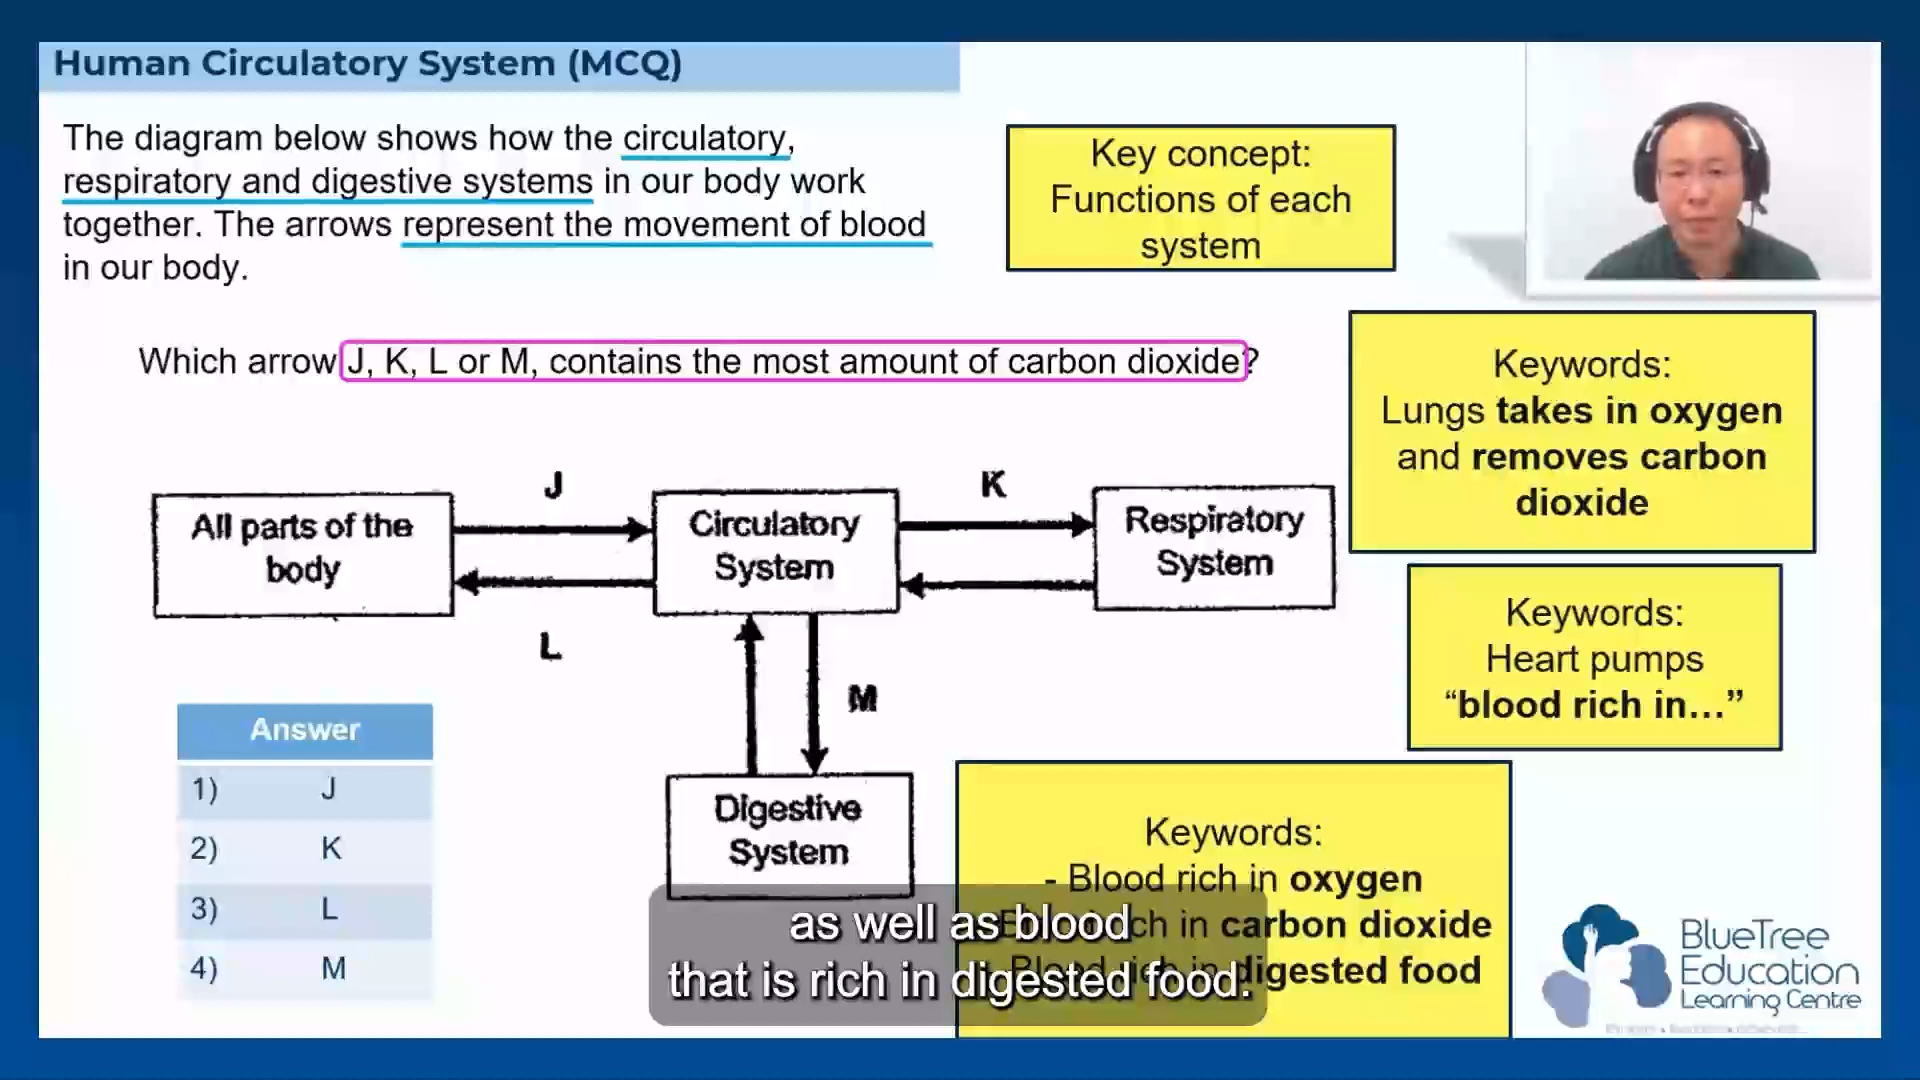 Human Circulatory System (MCQ)
The diagram below shows how the circulatory,
respiratory and digestive systems in our body work
together. The arrows represent the movement of blood
in our body.
Key concept:
Functions of each
system
Which arrow J, K, L or M, contains the most amount of carbon dioxide?
Keywords:
Lungs takes in oxygen
and removes carbon
dioxide
J
K
All parts of the
body
Circulatory
System
Respiratory
System
L
M
Keywords:
Heart pumps
“blood rich in...”
Answer
1) J
2) K
3) L
4) M
Digestive
System
Keywords:
- Blood rich in oxygen
in carbon dioxide
digested food
as well as blood
that is rich in digested food.
BlueTree
Education
Learning Centre